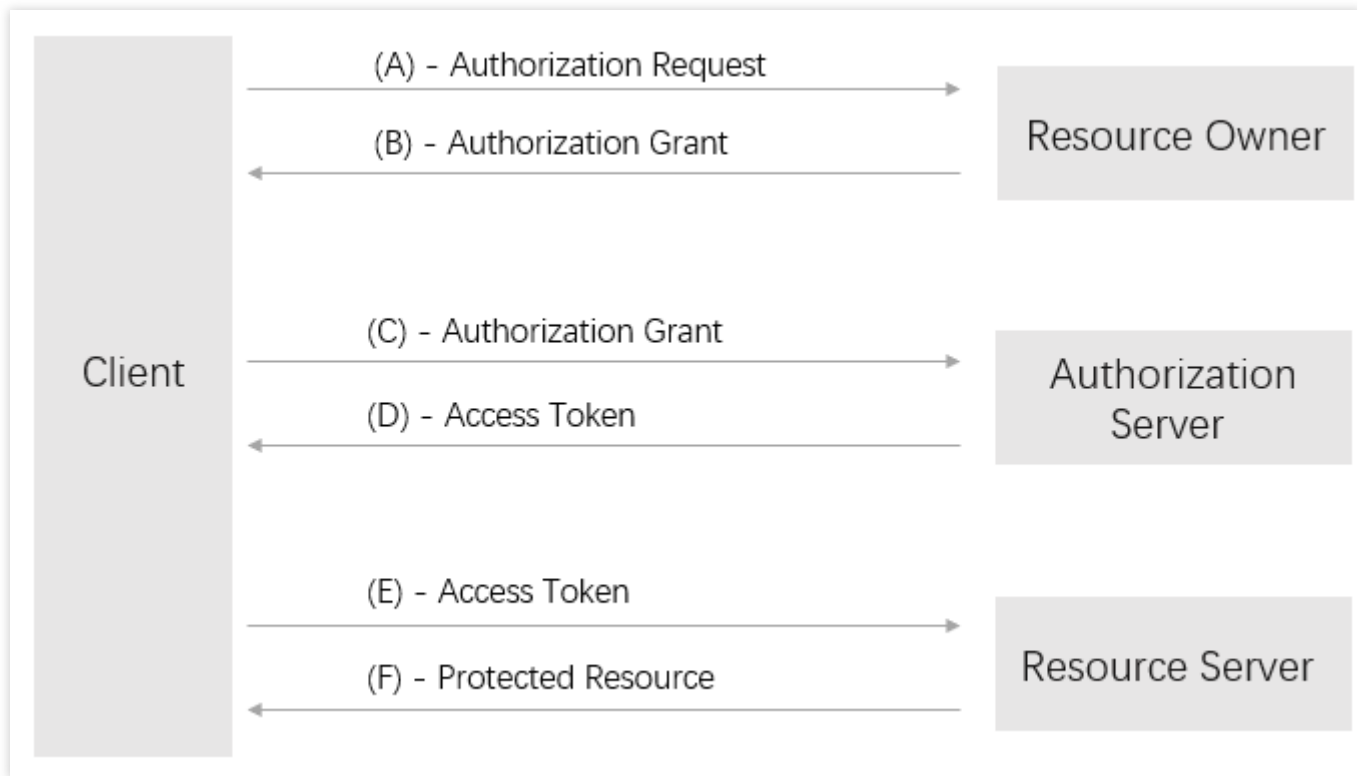 (A) - Authorization Request
(B) - Authorization Grant
Resource Owner
Client
(C) - Authorization Grant
(D) - Access Token
Authorization
Server
(E) - Access Token
(F) - Protected Resource
Resource Server